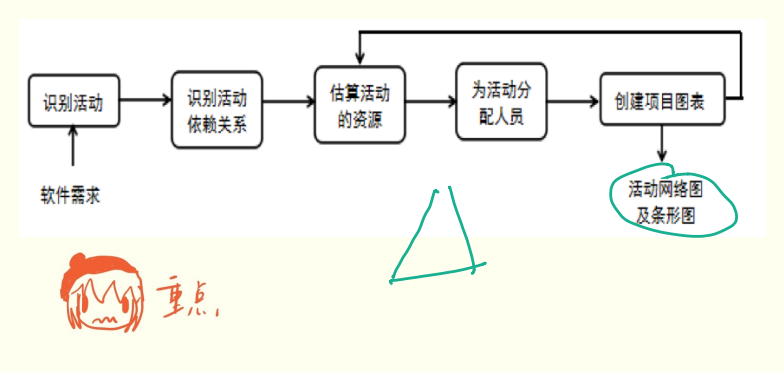 识别活动
识别活动
依赖关系
估算活动
的资源
为活动分
配人员
创建项目图表
软件需求
活动网络图
及条形图
重点,